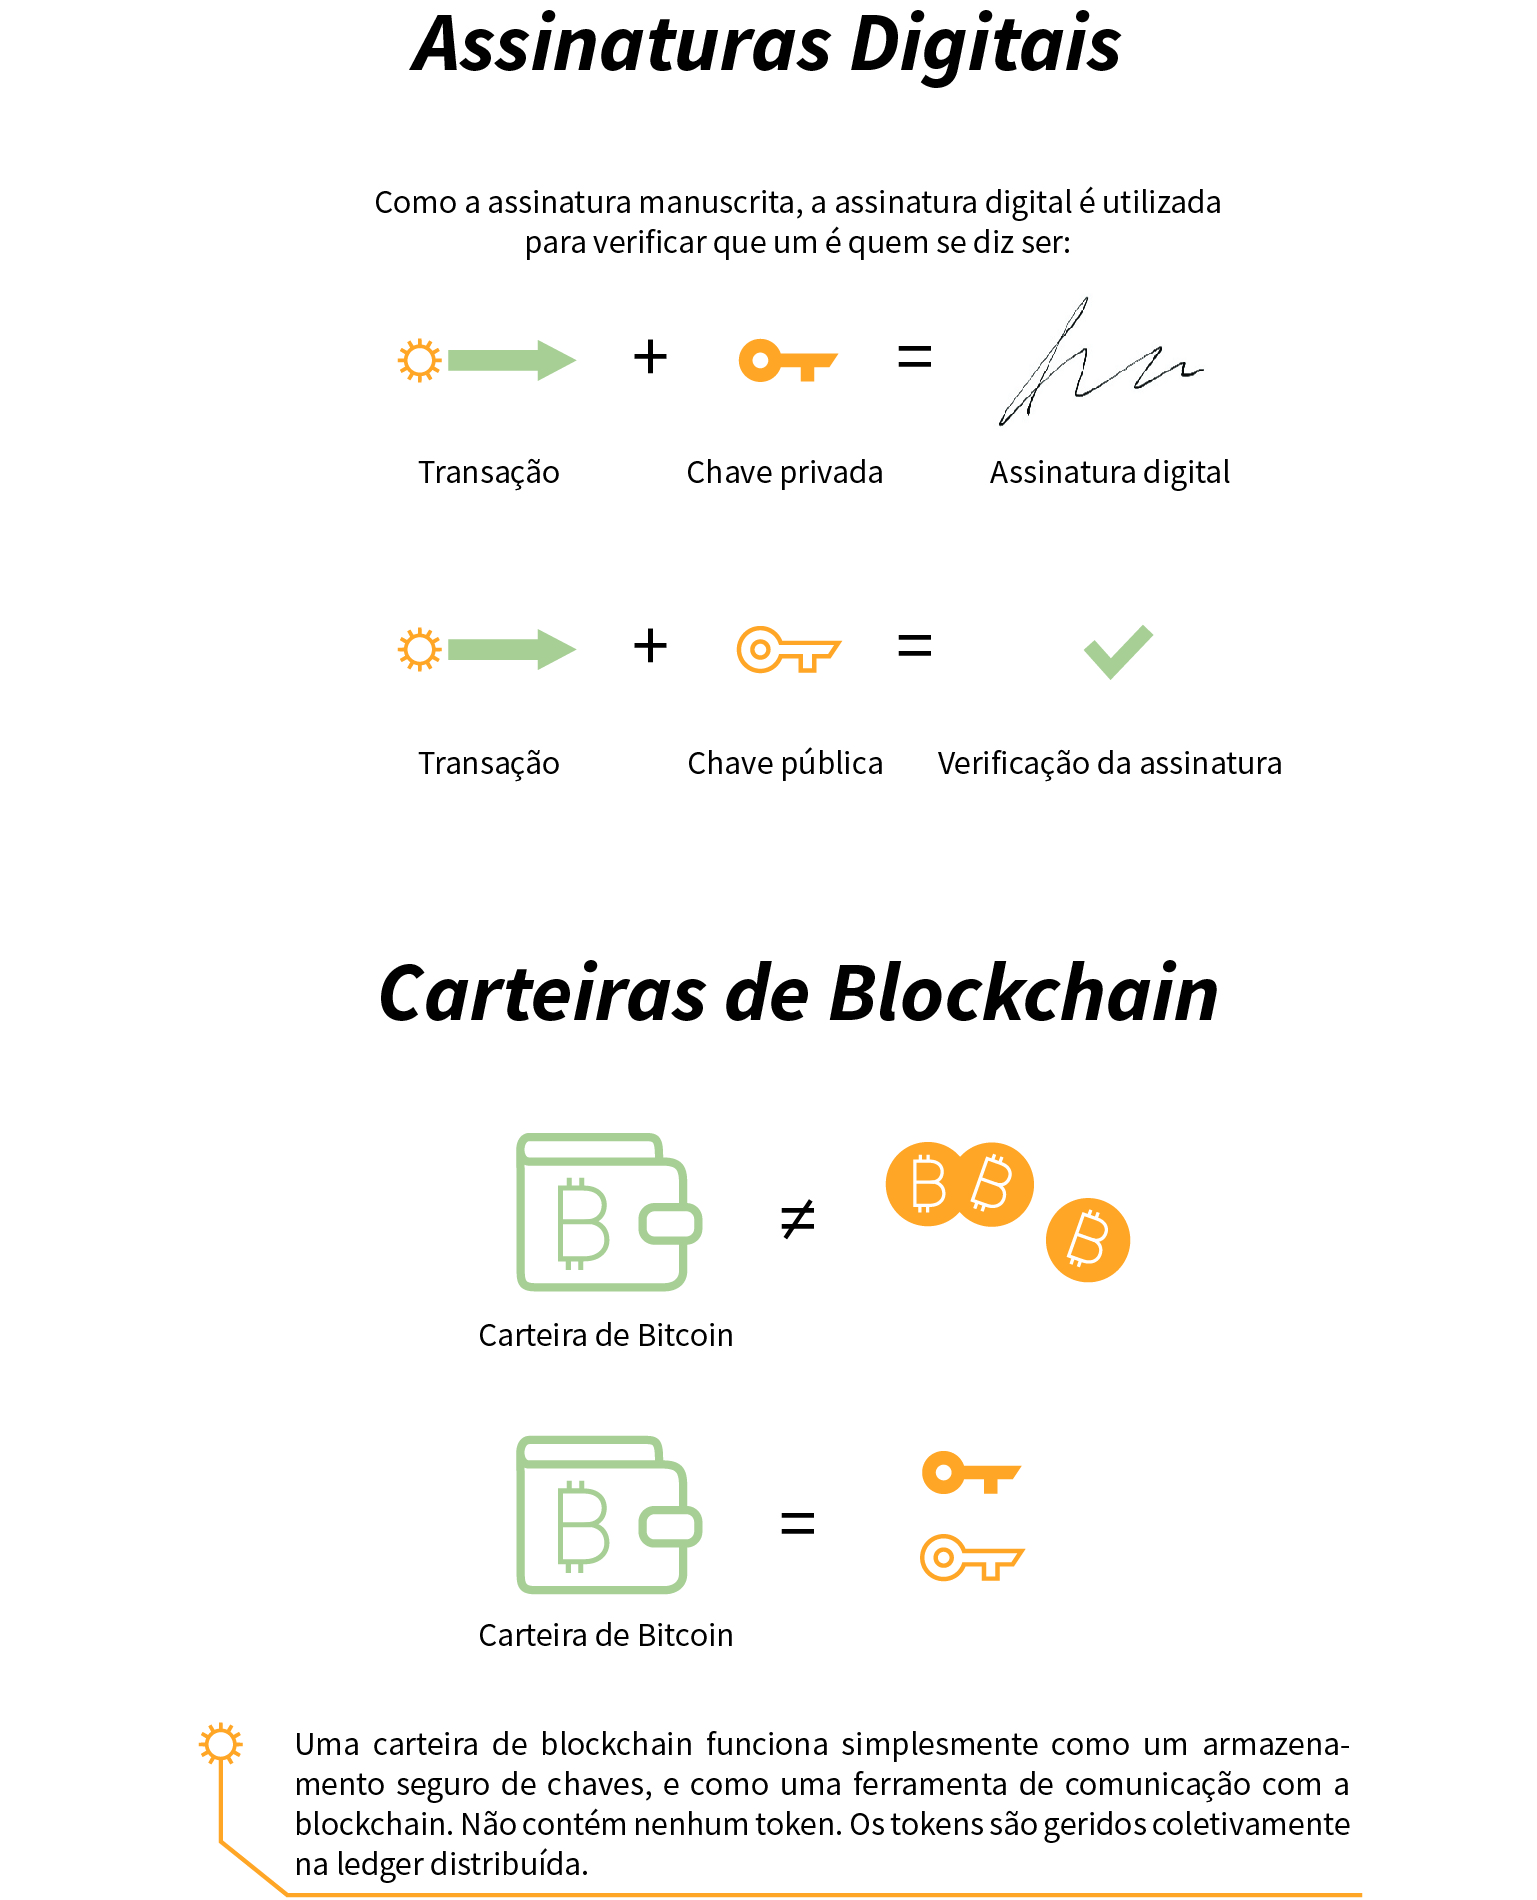 Assinaturas Digitais
Como a assinatura manuscrita, a assinatura digital é utilizada
para verificar que um é quem se diz ser:
+ =
Transação Chave privada Assinatura digital
+ =
Transação Chave pública Verificação da assinatura
Carteiras de Blockchain
≠
Carteira de Bitcoin
=
Carteira de Bitcoin
Uma carteira de blockchain funciona simplesmente como um armazena-
mento seguro de chaves, e como uma ferramenta de comunicação com a
blockchain. Não contém nenhum token. Os tokens são geridos coletivamente
na ledger distribuída.